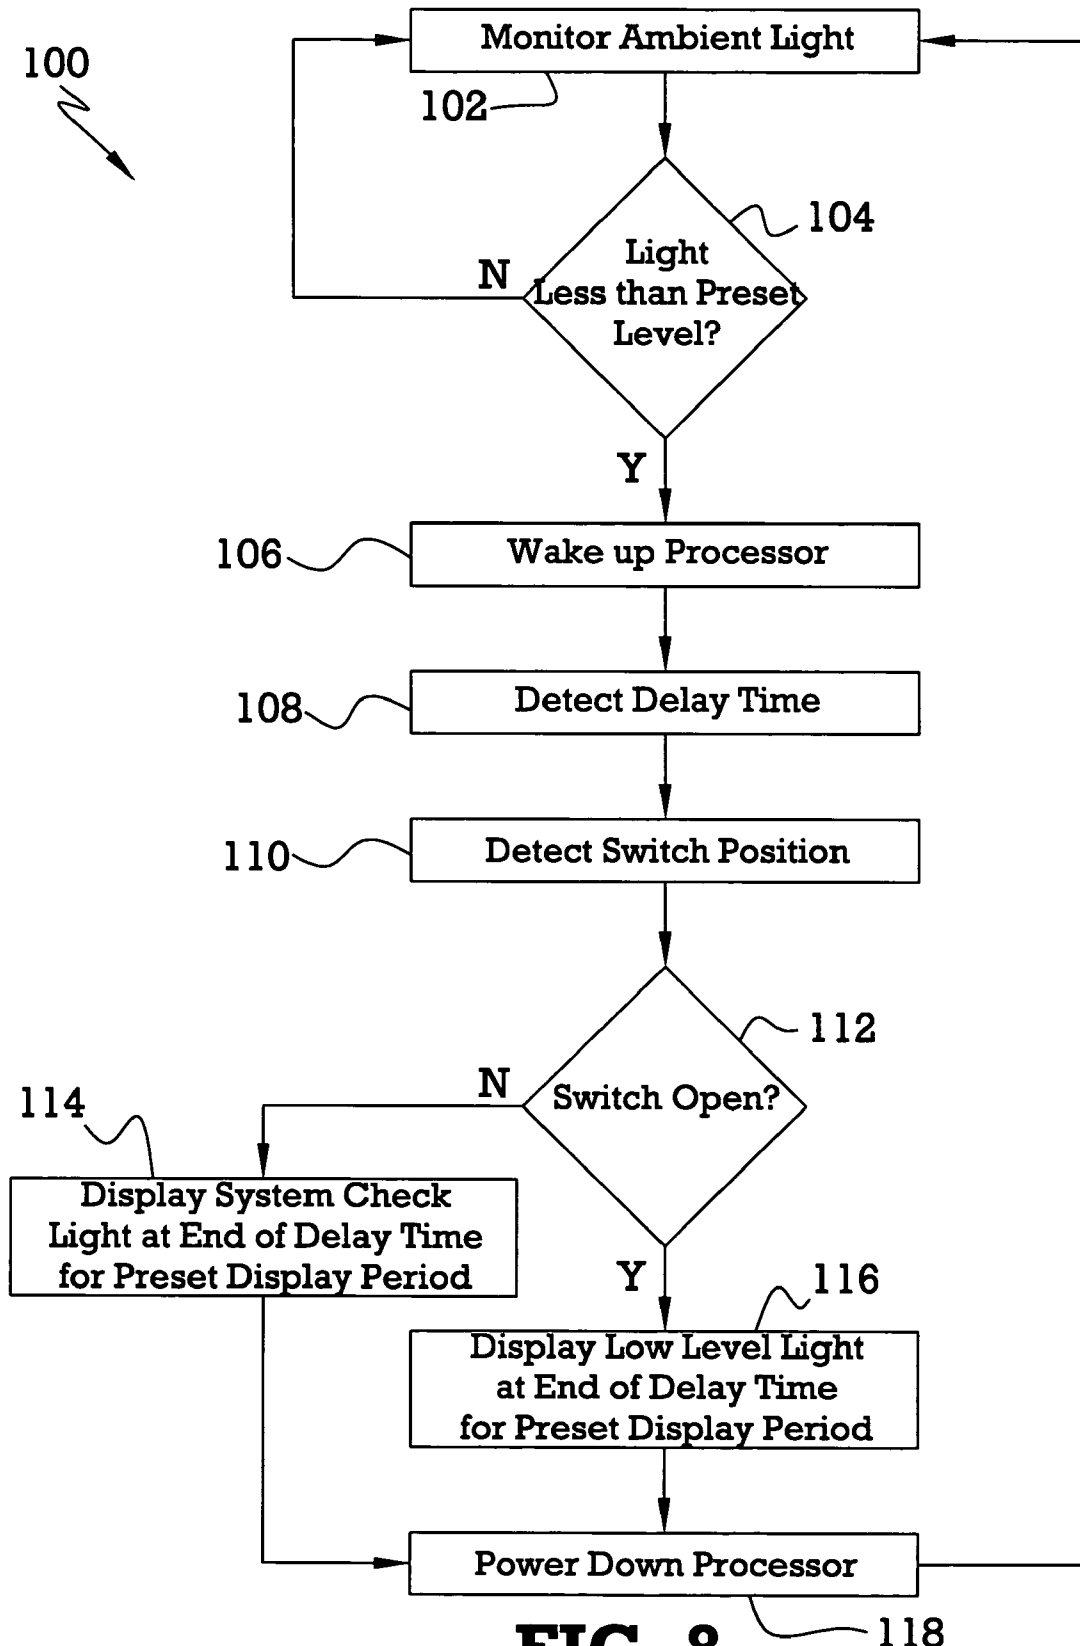 Monitor Ambient Light
100
102
104
Light
Less than Preset
Level?
N
Y
Wake up Processor
106
Detect Delay Time
108
Detect Switch Position
110
112
Switch Open?
N
114
Display System Check
Light at End of Delay Time
for Preset Display Period
Y
116
Display Low Level Light
at End of Delay Time
for Preset Display Period
Power Down Processor
118
FIG. 8